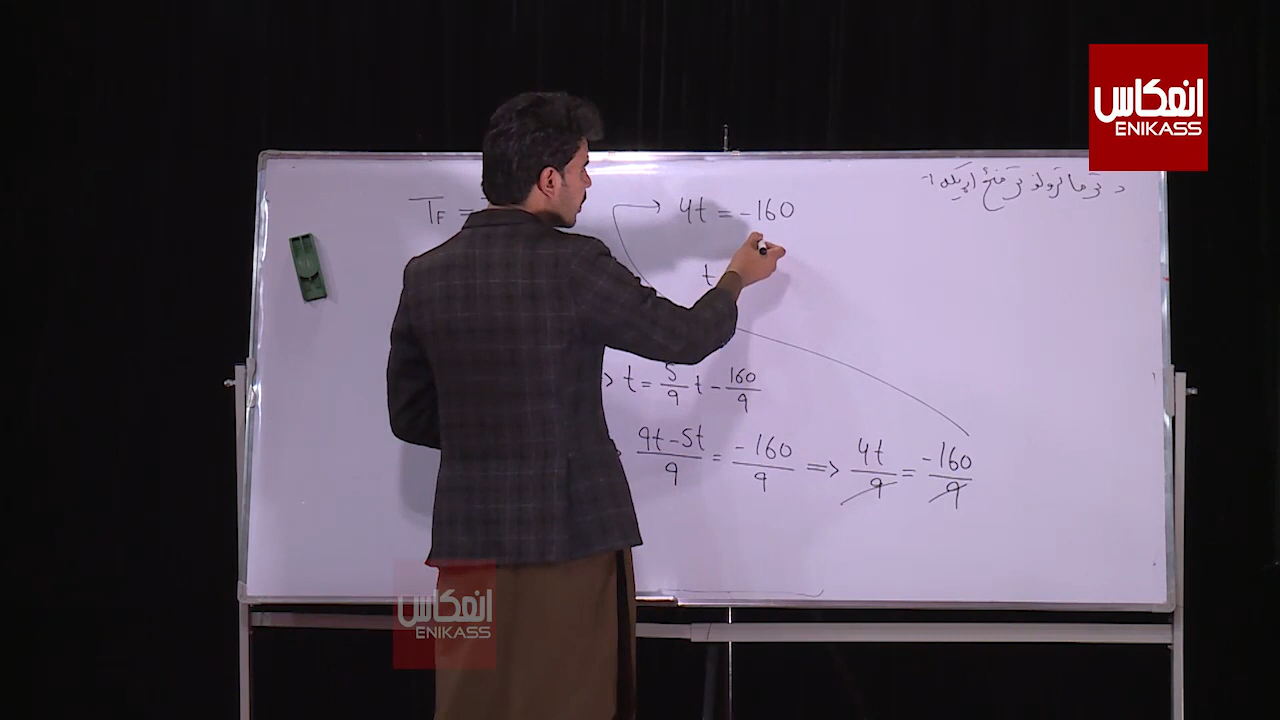 انعکاس
ENIKASS
T_F =
4t = -160
t
t = 5/9 t - 160/9
(9t - 5t)/9 = -160/9 => 4t/9 = -160/9
انعکاس
ENIKASS